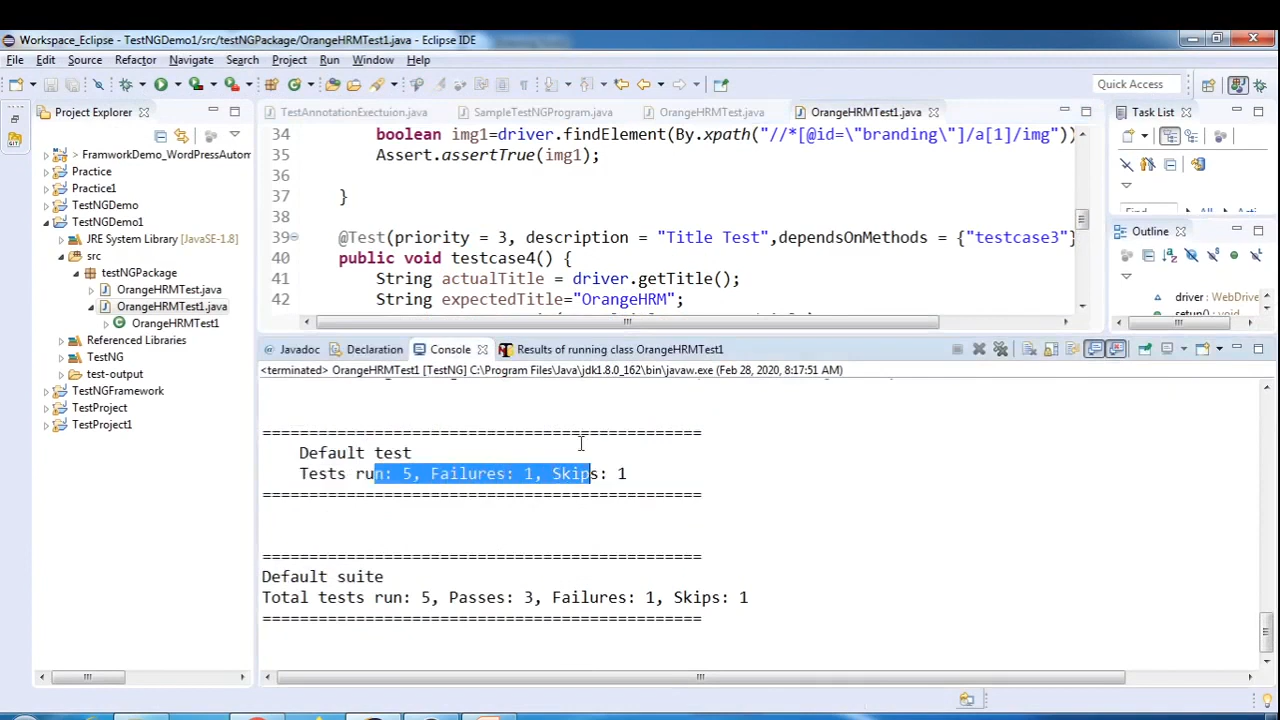 Workspace_Eclipse - TestNGDemo1/src/testNGPackage/OrangeHRMTest1.java - Eclipse IDE
File Edit Source Refactor Navigate Search Project Run Window Help
Quick Access
Project Explorer
> FramworkDemo_WordPressAutom
Practice
Practice1
TestNGDemo
TestNGDemo1
JRE System Library [JavaSE-1.8]
src
testNGPackage
OrangeHRMTest.java
OrangeHRMTest1.java
OrangeHRMTest1
Referenced Libraries
TestNG
test-output
TestNGFramework
TestProject
TestProject1
TestAnnotationExectuion.java SampleTestNGProgram.java OrangeHRMTest.java OrangeHRMTest1.java
34 boolean img1=driver.findElement(By.xpath("//*[@id=\"branding\"]/a[1]/img"))
35 Assert.assertTrue(img1);
36
37 }
38
39 @Test(priority = 3, description = "Title Test",dependsOnMethods = {"testcase3"}
40 public void testcase4() {
41 String actualTitle = driver.getTitle();
42 String expectedTitle="OrangeHRM";
Task List
Find All Acti
Outline
driver : WebDrive
setup() : void
Javadoc Declaration Console Results of running class OrangeHRMTest1
<terminated> OrangeHRMTest1 [TestNG] C:\Program Files\Java\jdk1.8.0_162\bin\javaw.exe (Feb 28, 2020, 8:17:51 AM)
===============================================
Default test
Tests run: 5, Failures: 1, Skips: 1
===============================================
===============================================
Default suite
Total tests run: 5, Passes: 3, Failures: 1, Skips: 1
===============================================